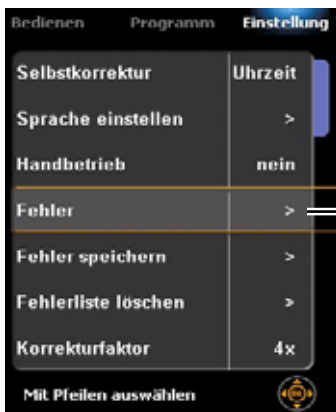 Bedienen Programm Einstellung
Selbstkorrektur Uhrzeit
Sprache einstellen >
Handbetrieb nein
Fehler >
Fehler speichern >
Fehlerliste löschen >
Korrekturfaktor 4x
Mit Pfeilen auswählen OK